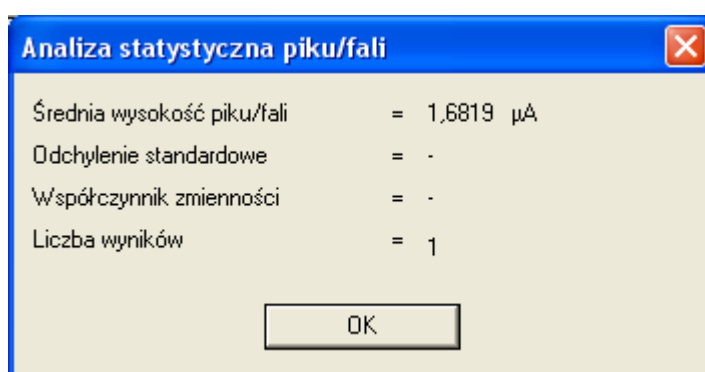 Analiza statystyczna piku/fali
Średnia wysokość piku/fali = 1,6819 µA
Odchylenie standardowe = -
Współczynnik zmienności = -
Liczba wyników = 1
OK